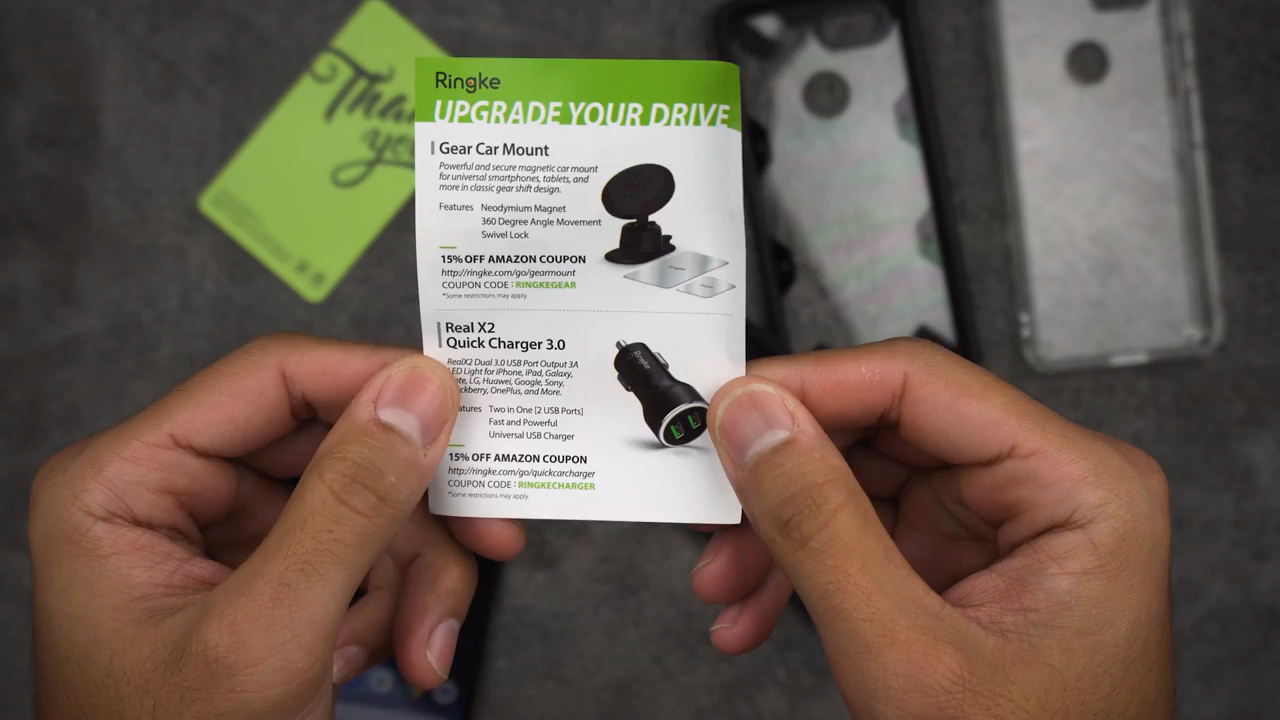 Thank
you
Ringke
UPGRADE YOUR DRIVE
Gear Car Mount
Powerful and secure magnetic car mount
for universal smartphones, tablets, and
more in classic gear shift design.
Features Neodymium Magnet
360 Degree Angle Movement
Swivel Lock
15% OFF AMAZON COUPON
http://ringke.com/go/gearmount
COUPON CODE : RINGKEGEAR
*Some restrictions may apply.
Ringke
Ringke
Real X2
Quick Charger 3.0
RealX2 Dual 3.0 USB Port Output 3A
LED Light for iPhone, iPad, Galaxy,
LG, Huawei, Google, Sony,
OnePlus, and More.
Two in One [2 USB Ports]
Fast and Powerful
Universal USB Charger
Ringke
15% OFF AMAZON COUPON
http://ringke.com/go/quickcarcharger
COUPON CODE : RINGKECHARGER
*Some restrictions may apply.